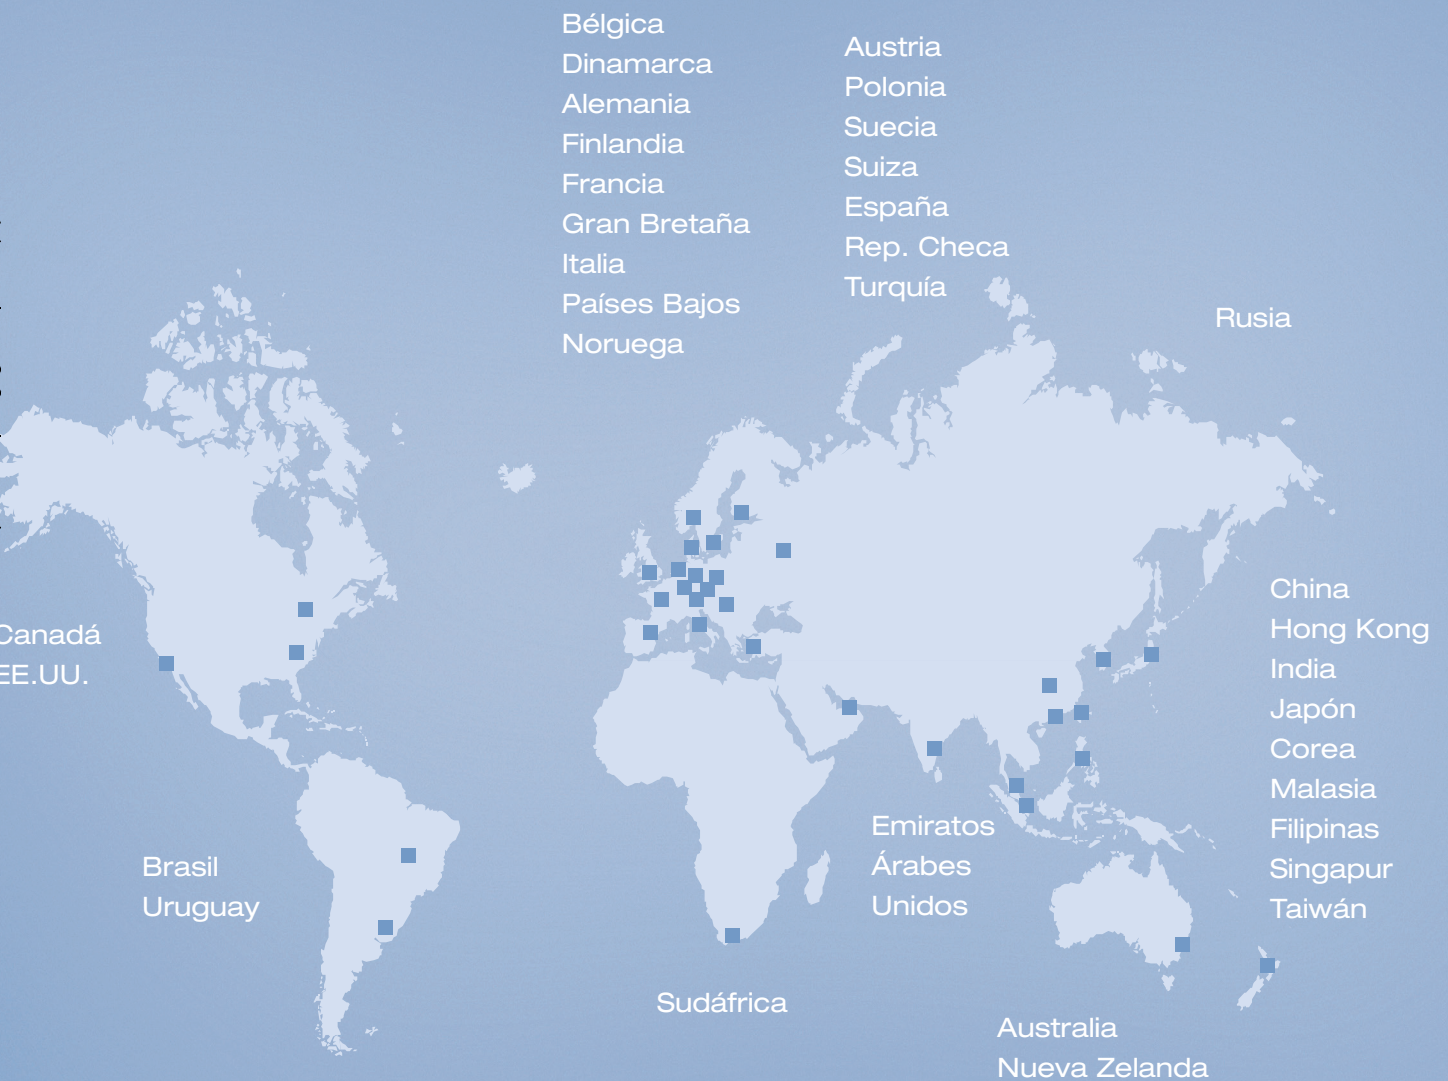 Bélgica
Dinamarca
Alemania
Finlandia
Francia
Gran Bretaña
Italia
Países Bajos
Noruega
Austria
Polonia
Suecia
Suiza
España
Rep. Checa
Turquía
Rusia
Canadá
EE.UU.
China
Hong Kong
India
Japón
Corea
Malasia
Filipinas
Singapur
Taiwán
Emiratos
Árabes
Unidos
Brasil
Uruguay
Sudáfrica
Australia
Nueva Zelanda